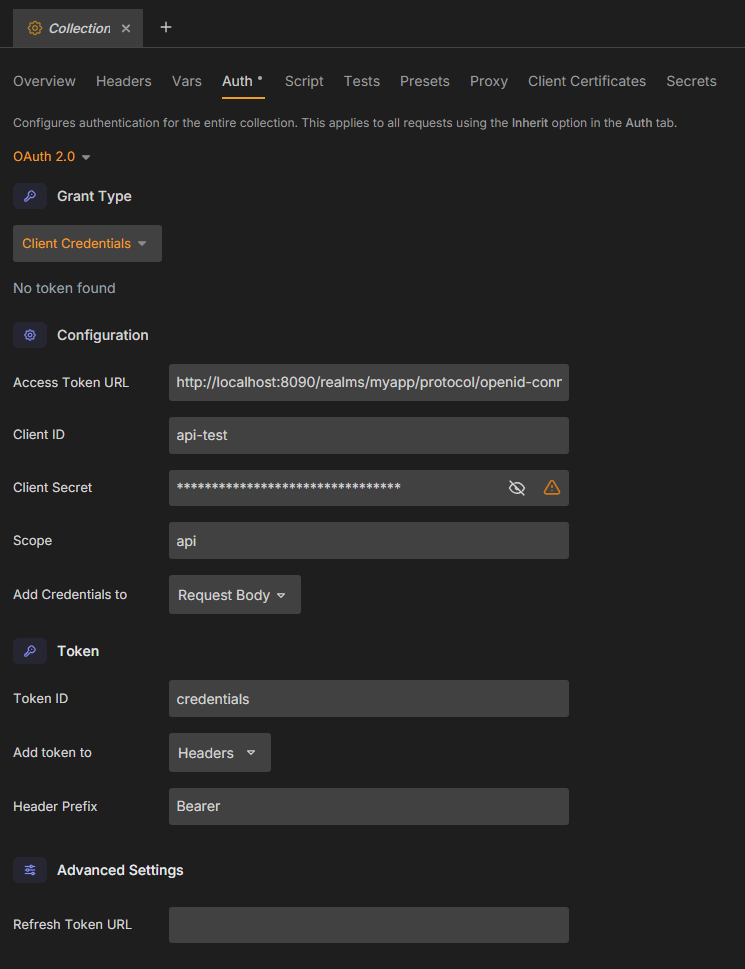 Collection × +
Overview Headers Vars Auth Script Tests Presets Proxy Client Certificates Secrets
Configures authentication for the entire collection. This applies to all requests using the Inherit option in the Auth tab.
OAuth 2.0
Grant Type
Client Credentials
No token found
Configuration
Access Token URL http://localhost:8090/realms/myapp/protocol/openid-conn
Client ID api-test
Client Secret ********************************
Scope api
Add Credentials to Request Body
Token
Token ID credentials
Add token to Headers
Header Prefix Bearer
Advanced Settings
Refresh Token URL